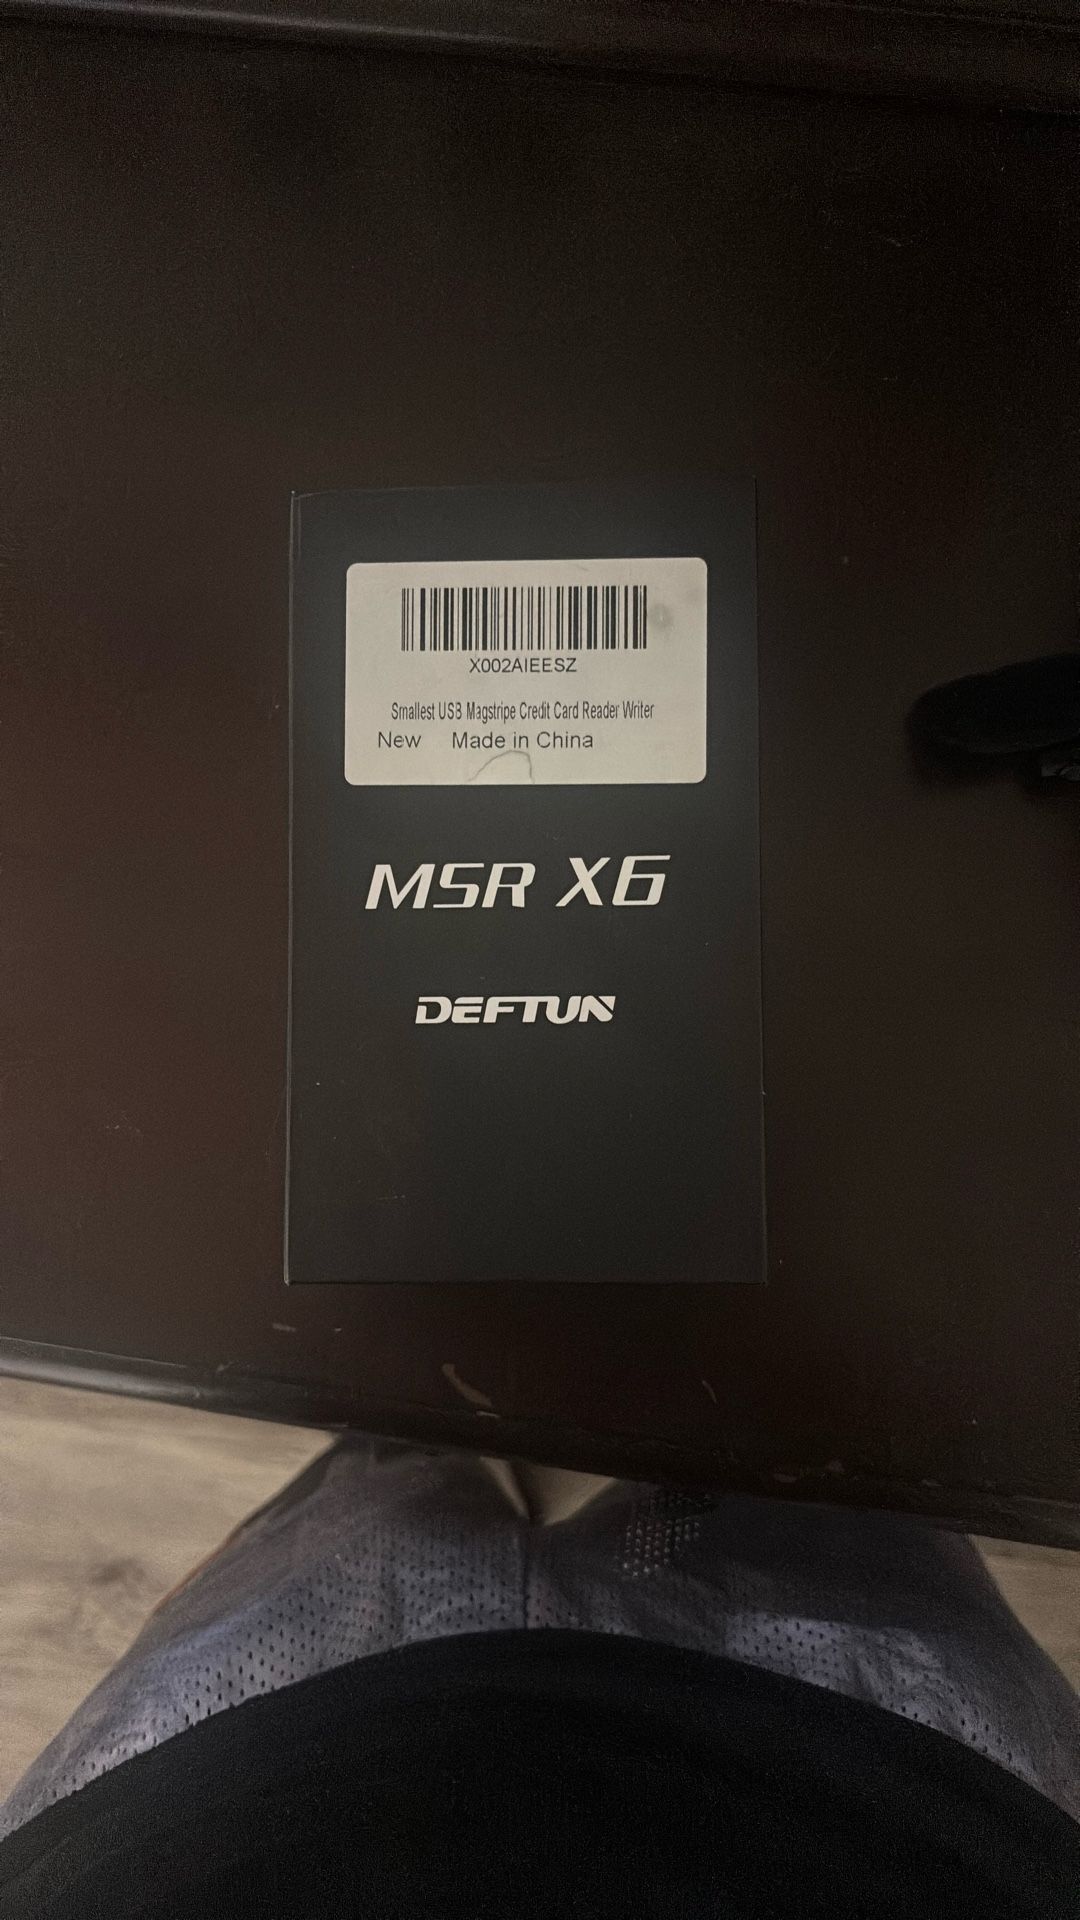 X002AIEESZ
Smallest USB Magstripe Credit Card Reader Writer
New Made in China
MSR X6
DEFTUN